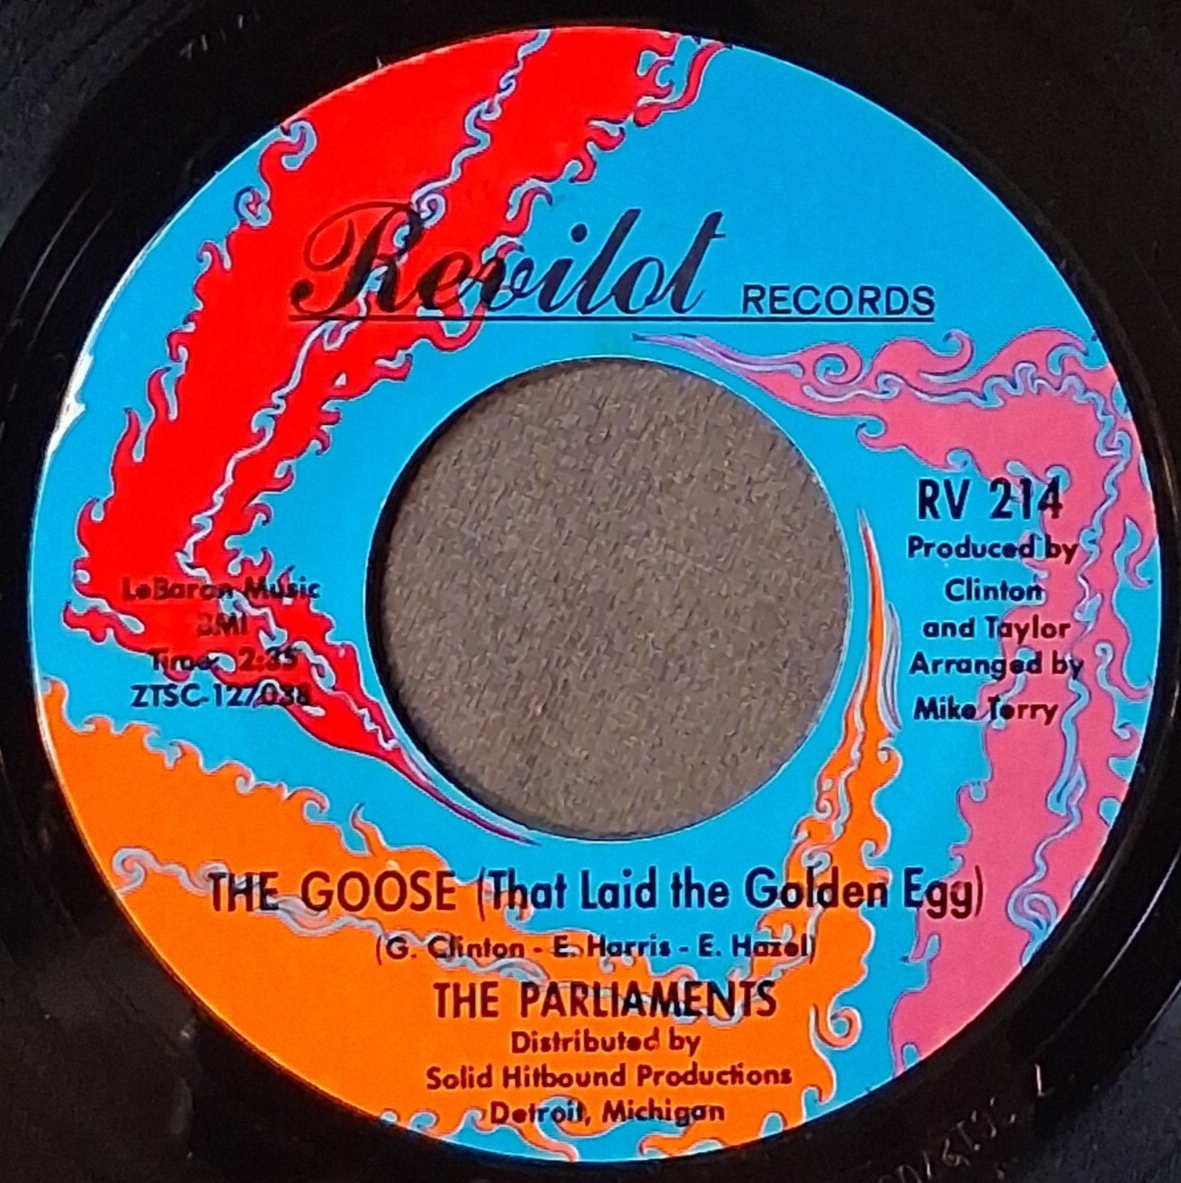 Revilot RECORDS
RV 214
Produced by
Clinton
and Taylor
Arranged by
Mike Terry
LeBaron Music
BMI
Time: 2:35
ZTSC-127038
THE GOOSE (That Laid the Golden Egg)
(G. Clinton - E. Harris - E. Hazel)
THE PARLIAMENTS
Distributed by
Solid Hitbound Productions
Detroit, Michigan